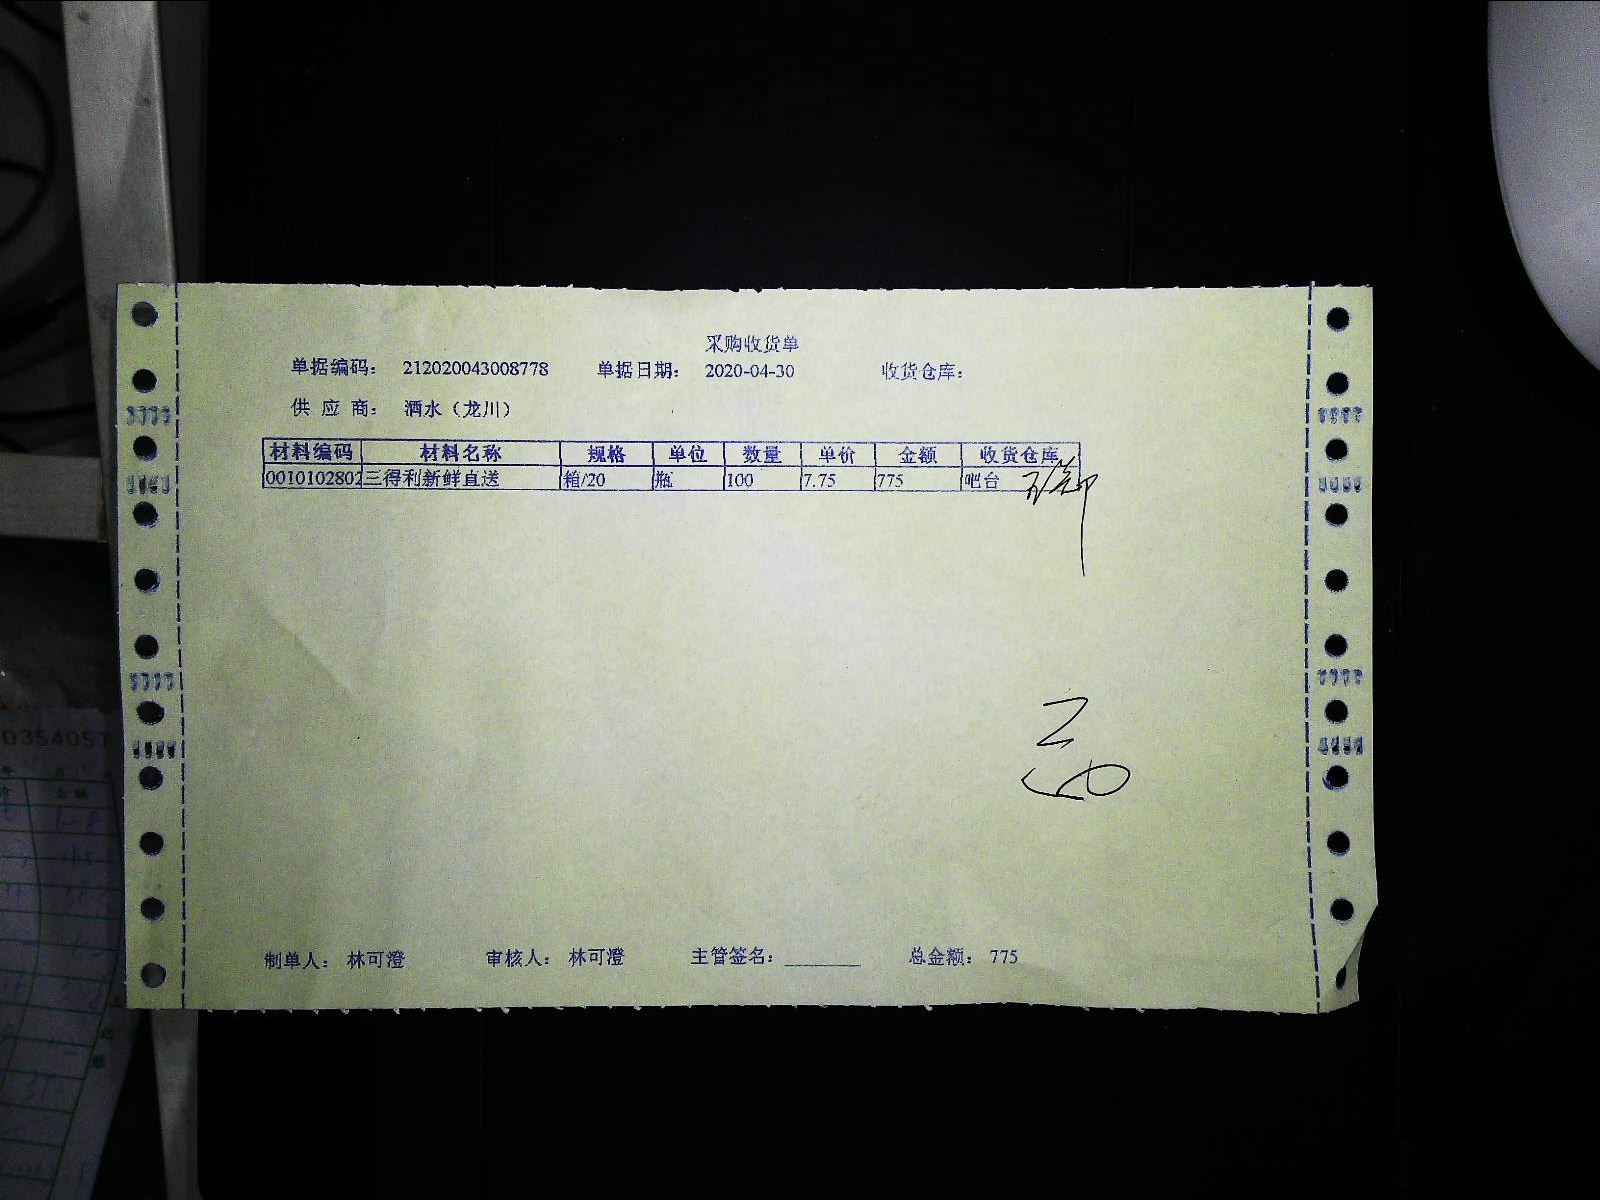 采购收货单
单据编码： 212020043008778 单据日期： 2020-04-30 收货仓库：
供 应 商： 酒水（龙川）
材料编码 材料名称 规格 单位 数量 单价 金额 收货仓库
0010102802 三得利新鲜直送 箱/20 瓶 100 7.75 775 吧台
制单人： 林可澄 审核人： 林可澄 主管签名：________ 总金额： 775
0354057